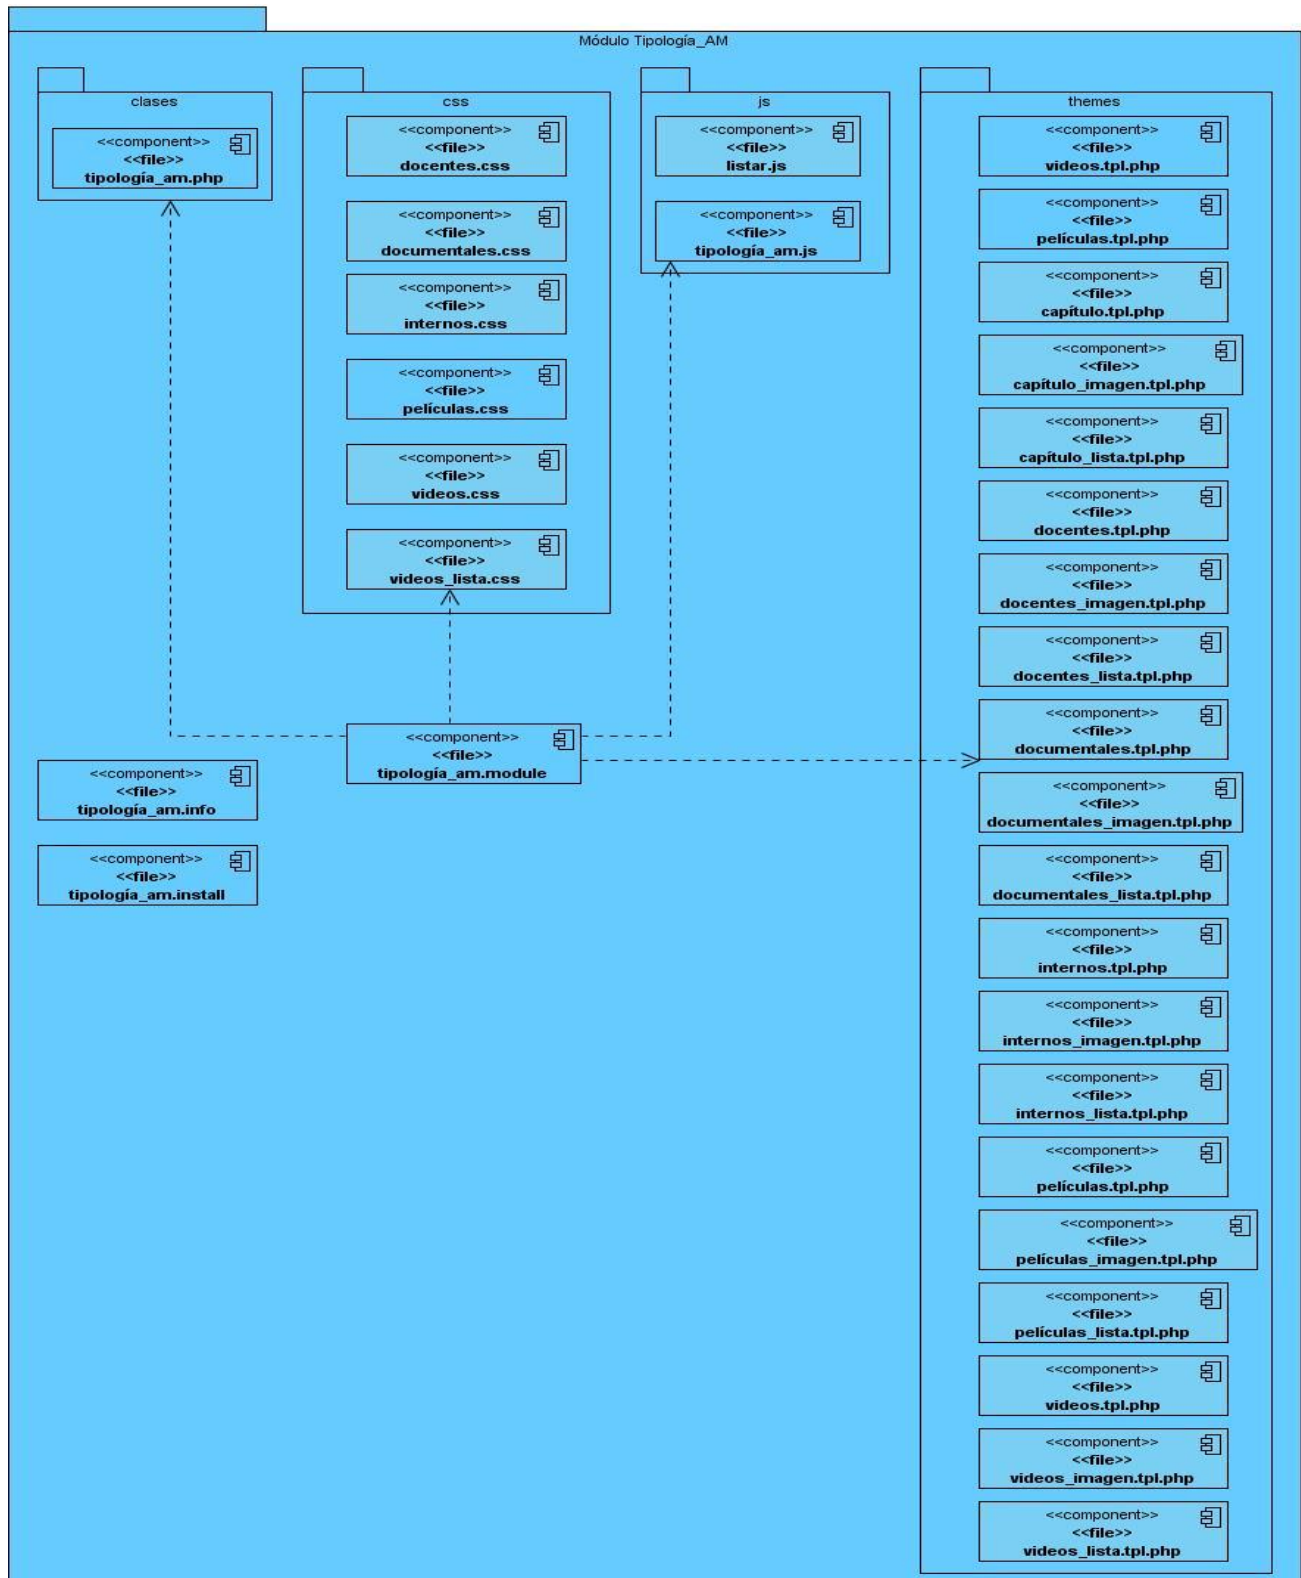 Módulo Tipología_AM
clases
<<component>>
<<file>>
tipología_am.php
css
<<component>>
<<file>>
docentes.css
<<component>>
<<file>>
documentales.css
<<component>>
<<file>>
internos.css
<<component>>
<<file>>
películas.css
<<component>>
<<file>>
videos.css
<<component>>
<<file>>
videos_lista.css
js
<<component>>
<<file>>
listar.js
<<component>>
<<file>>
tipología_am.js
themes
<<component>>
<<file>>
videos.tpl.php
<<component>>
<<file>>
películas.tpl.php
<<component>>
<<file>>
capítulo.tpl.php
<<component>>
<<file>>
capítulo_imagen.tpl.php
<<component>>
<<file>>
capítulo_lista.tpl.php
<<component>>
<<file>>
docentes.tpl.php
<<component>>
<<file>>
docentes_imagen.tpl.php
<<component>>
<<file>>
docentes_lista.tpl.php
<<component>>
<<file>>
documentales.tpl.php
<<component>>
<<file>>
documentales_imagen.tpl.php
<<component>>
<<file>>
documentales_lista.tpl.php
<<component>>
<<file>>
internos.tpl.php
<<component>>
<<file>>
internos_imagen.tpl.php
<<component>>
<<file>>
internos_lista.tpl.php
<<component>>
<<file>>
películas.tpl.php
<<component>>
<<file>>
películas_imagen.tpl.php
<<component>>
<<file>>
películas_lista.tpl.php
<<component>>
<<file>>
videos.tpl.php
<<component>>
<<file>>
videos_imagen.tpl.php
<<component>>
<<file>>
videos_lista.tpl.php
<<component>>
<<file>>
tipología_am.module
<<component>>
<<file>>
tipología_am.info
<<component>>
<<file>>
tipología_am.install